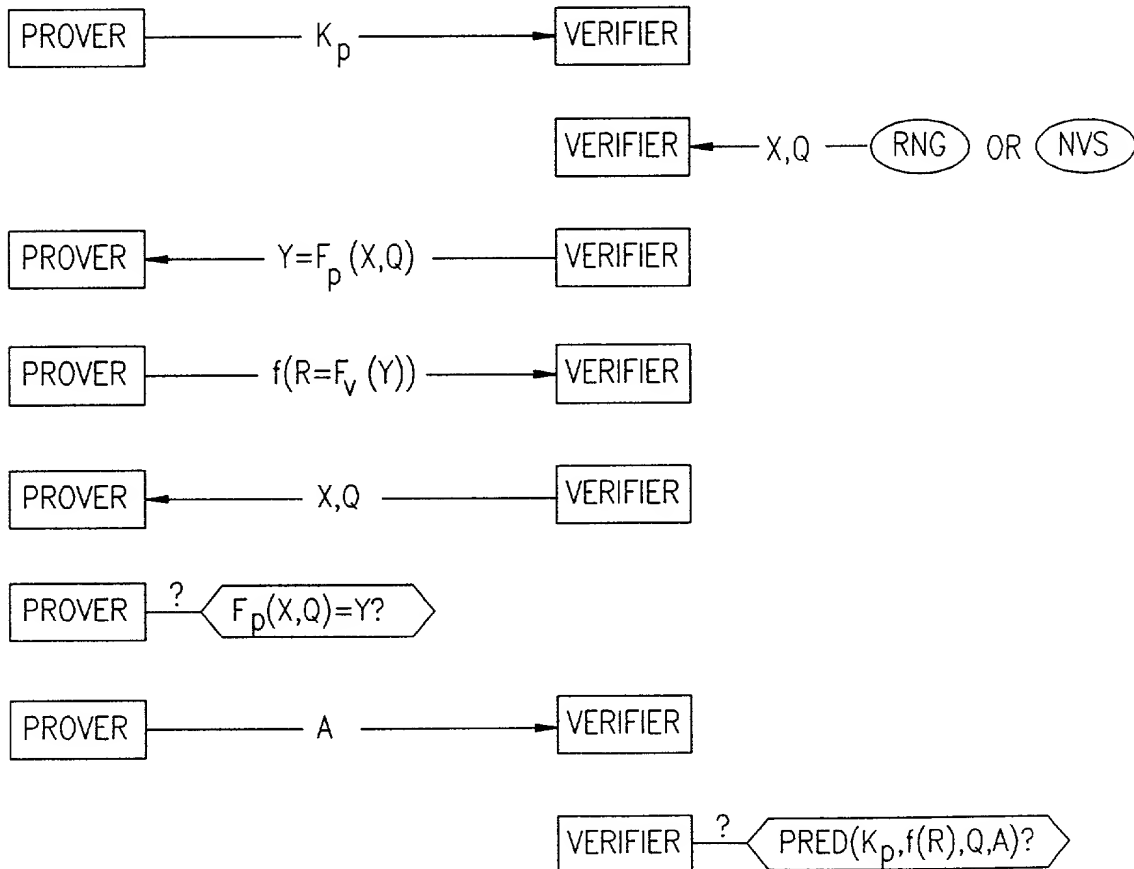 PROVER K_p VERIFIER
VERIFIER X,Q RNG OR NVS
PROVER Y=F_p (X,Q) VERIFIER
PROVER f(R=F_v (Y)) VERIFIER
PROVER X,Q VERIFIER
PROVER ? F_p(X,Q)=Y?
PROVER A VERIFIER
VERIFIER ? PRED(K_p,f(R),Q,A)?